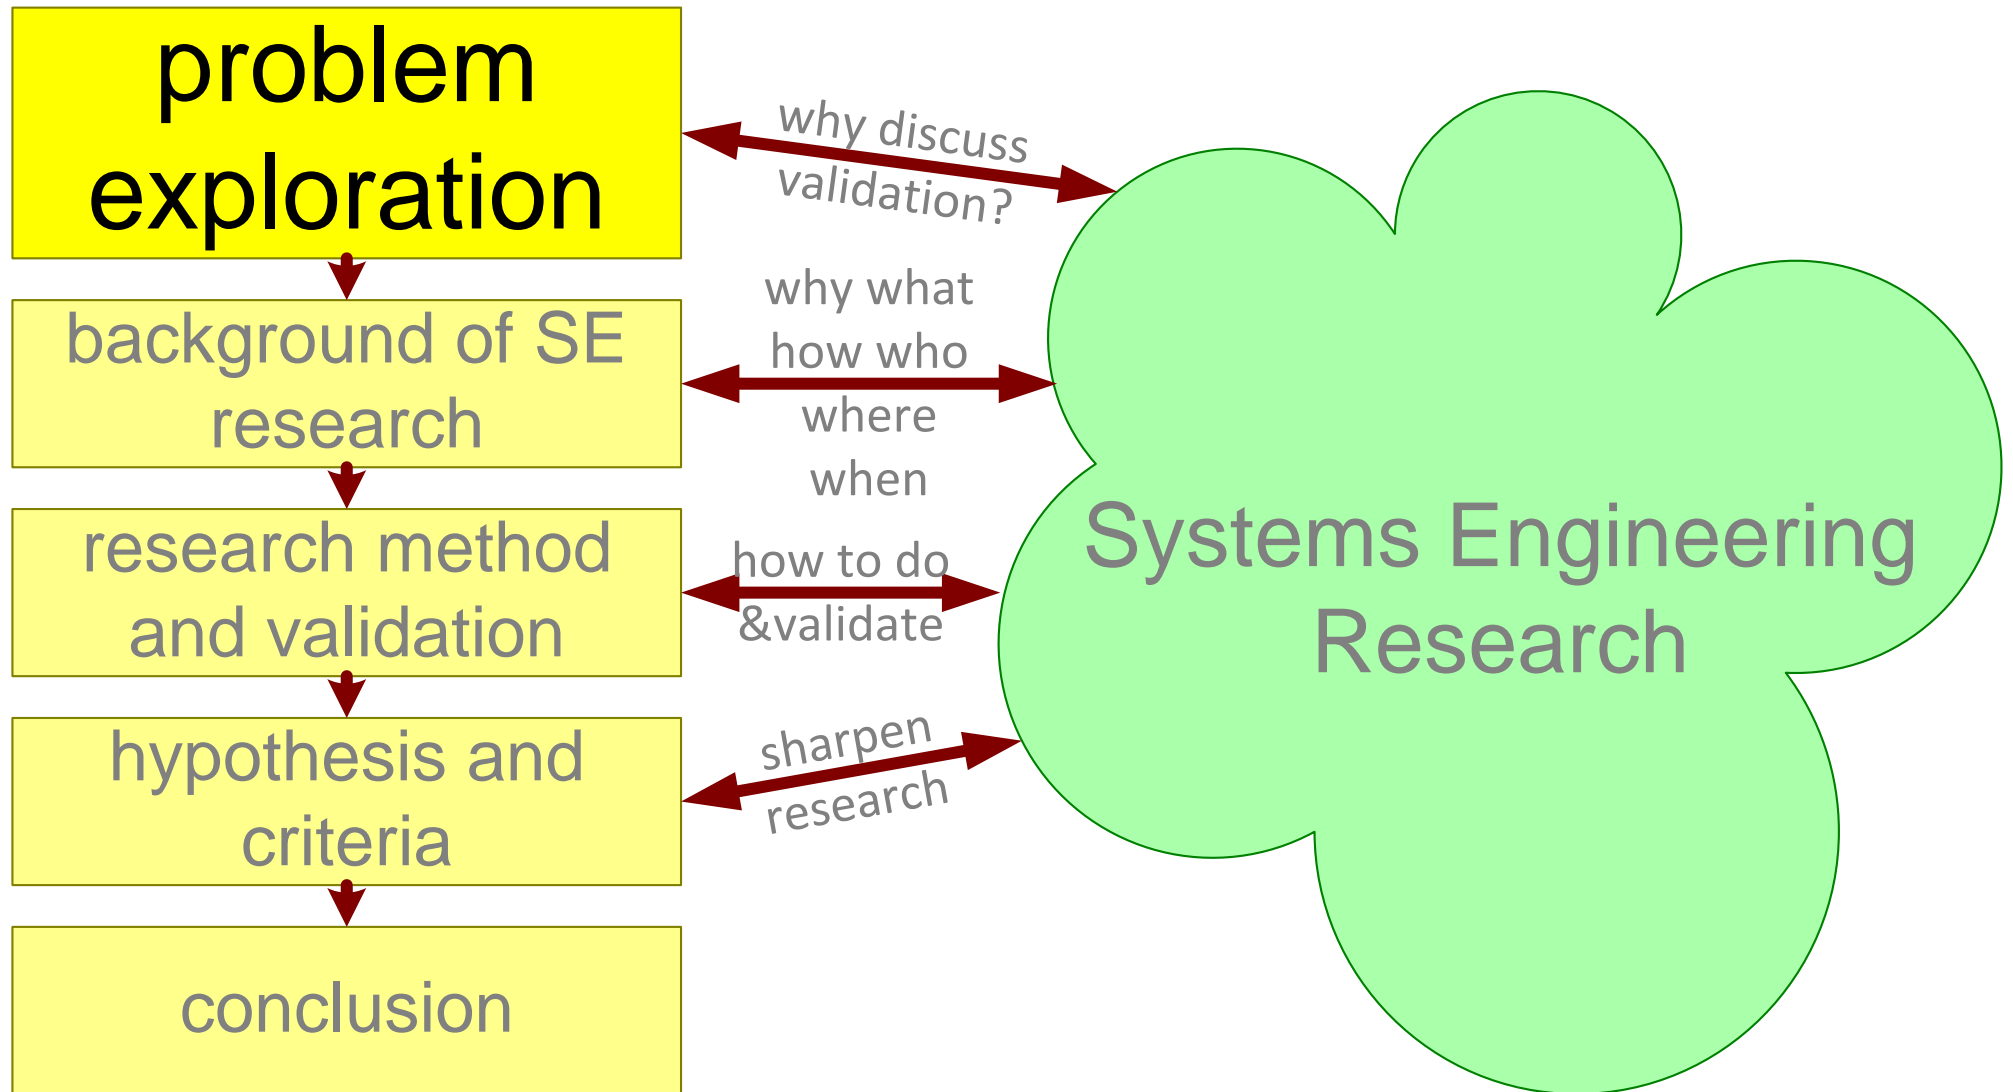 problem
exploration
background of SE
research
research method
and validation
hypothesis and
criteria
conclusion
why discuss
validation?
why what
how who
where
when
how to do
&validate
sharpen
research
Systems Engineering
Research